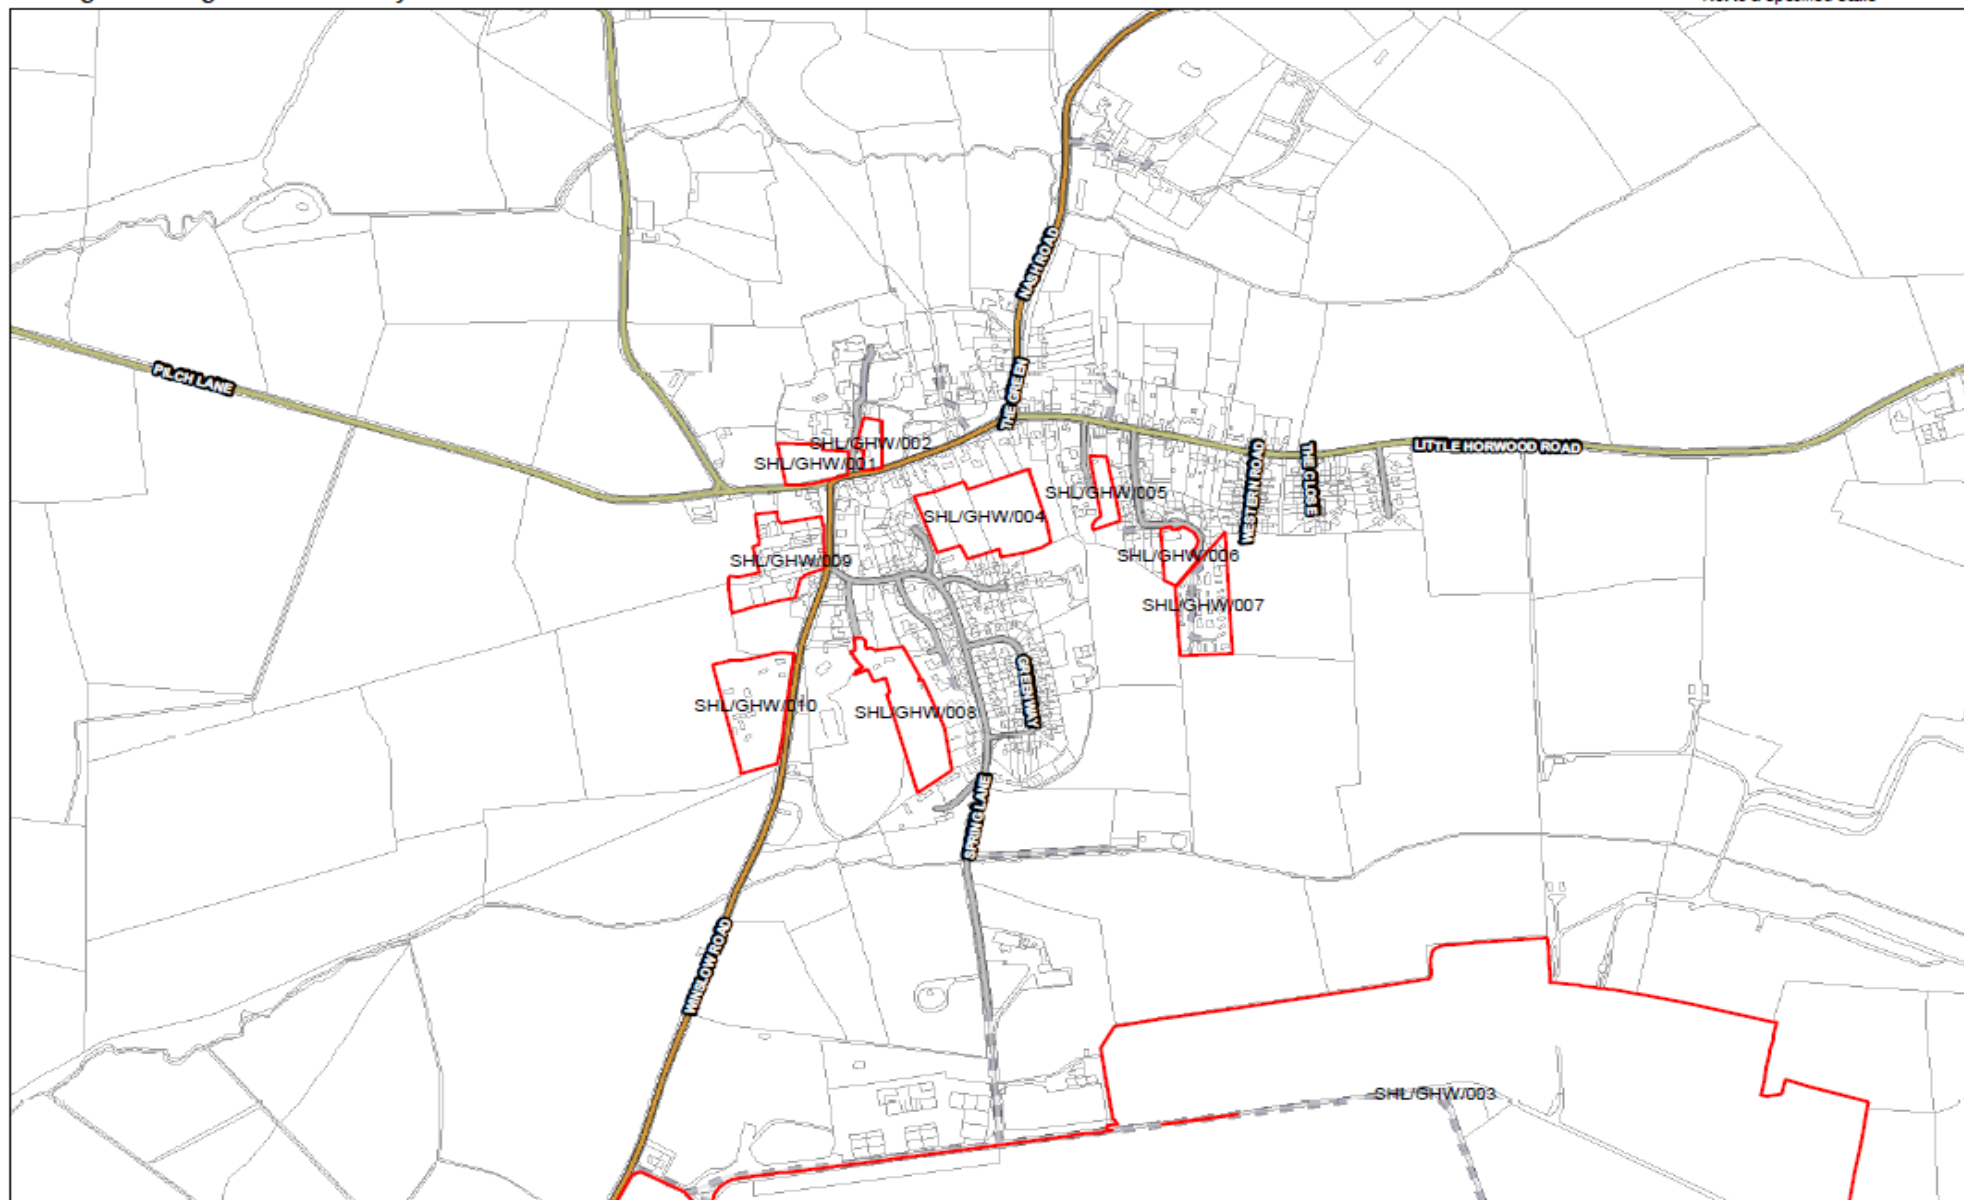 NASH ROAD
PILCH LANE
THE GREEN
SHL/GHW/002
SHL/GHW/001
LITTLE HORWOOD ROAD
WESTERN ROAD
THE CLOSE
SHL/GHW/005
SHL/GHW/004
SHL/GHW/009
SHL/GHW/006
SHL/GHW/007
GREENWAY
SHL/GHW/010
SHL/GHW/008
SPRING LANE
WINSLOW ROAD
SHL/GHW/003